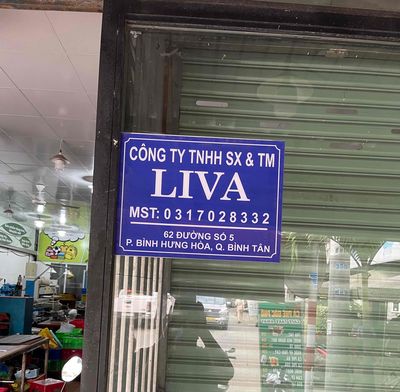 CÔNG TY TNHH SX & TM
LIVA
MST: 0317028332
62 ĐƯỜNG SỐ 5
P. BÌNH HƯNG HÒA, Q. BÌNH TÂN